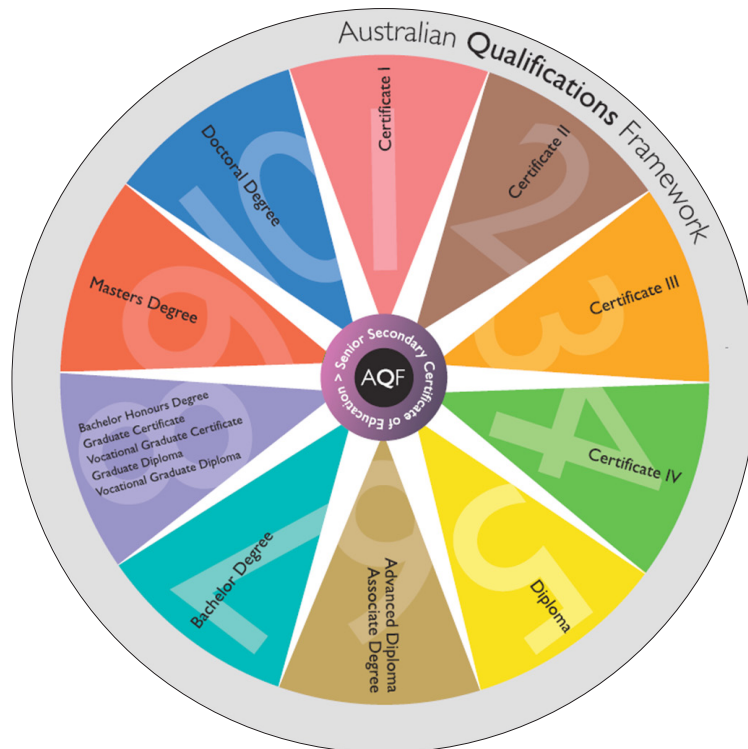 Australian Qualifications Framework
1
Certificate I
2
Certificate II
3
Certificate III
4
Certificate IV
5
Diploma
6
Advanced Diploma
Associate Degree
7
Bachelor Degree
8
Bachelor Honours Degree
Graduate Certificate
Vocational Graduate Certificate
Graduate Diploma
Vocational Graduate Diploma
9
Masters Degree
10
Doctoral Degree
Senior Secondary Certificate of Education <
AQF